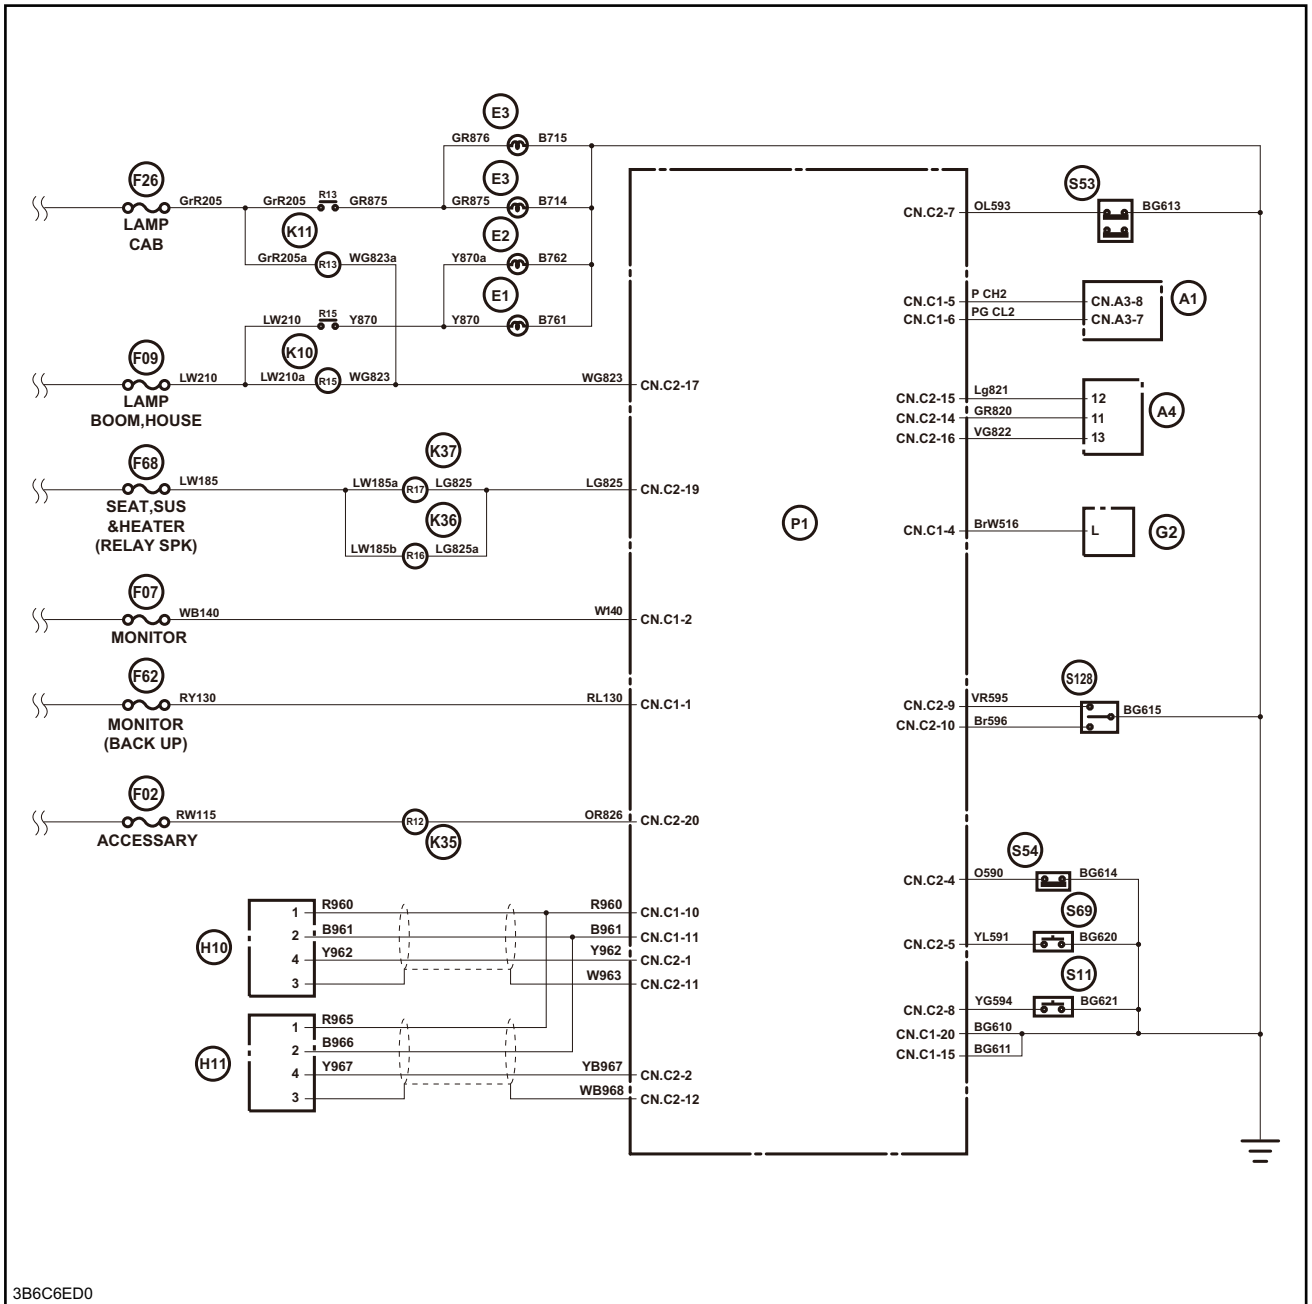 E3
GR876 B715
F26
E3
S53
GrR205 GrR205 R13 GR875 GR875 B714
CN.C2-7 OL593 BG613
LAMP
CAB
K11
E2
GrR205a R13 WG823a Y870a B762
E1
CN.C1-5 P CH2 CN.A3-8
A1
CN.C1-6 PG CL2 CN.A3-7
LW210 R15 Y870 Y870 B761
F09
K10
LW210 LW210a R15 WG823 WG823 CN.C2-17
LAMP
BOOM,HOUSE
CN.C2-15 Lg821 12
CN.C2-14 GR820 11
A4
CN.C2-16 VG822 13
F68
K37
LW185 LW185a R17 LG825 LG825 CN.C2-19
SEAT,SUS
&HEATER
(RELAY SPK)
K36
LW185b R16 LG825a
P1
CN.C1-4 BrW516 L
G2
F07
WB140 W140 CN.C1-2
MONITOR
F62
RY130 RL130 CN.C1-1
MONITOR
(BACK UP)
S128
CN.C2-9 VR595
BG615
CN.C2-10 Br596
F02
RW115 R12 OR826 CN.C2-20
ACCESSARY
K35
S54
CN.C2-4 O590 BG614
S69
CN.C2-5 YL591 BG620
S11
CN.C2-8 YG594 BG621
CN.C1-20 BG610
CN.C1-15 BG611
H10
1 R960 R960 CN.C1-10
2 B961 B961 CN.C1-11
4 Y962 Y962 CN.C2-1
3 W963 CN.C2-11
H11
1 R965
2 B966
4 Y967 YB967 CN.C2-2
3 WB968 CN.C2-12
3B6C6ED0